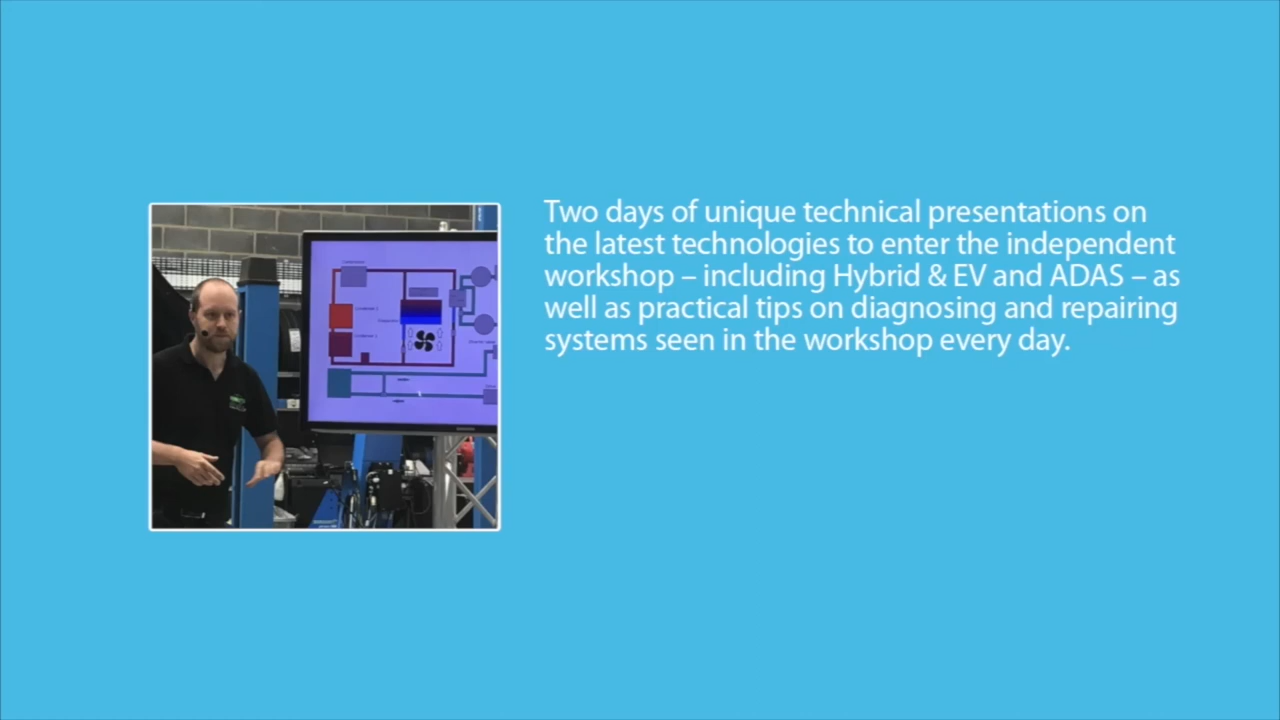 Two days of unique technical presentations on
the latest technologies to enter the independent
workshop – including Hybrid & EV and ADAS – as
well as practical tips on diagnosing and repairing
systems seen in the workshop every day.